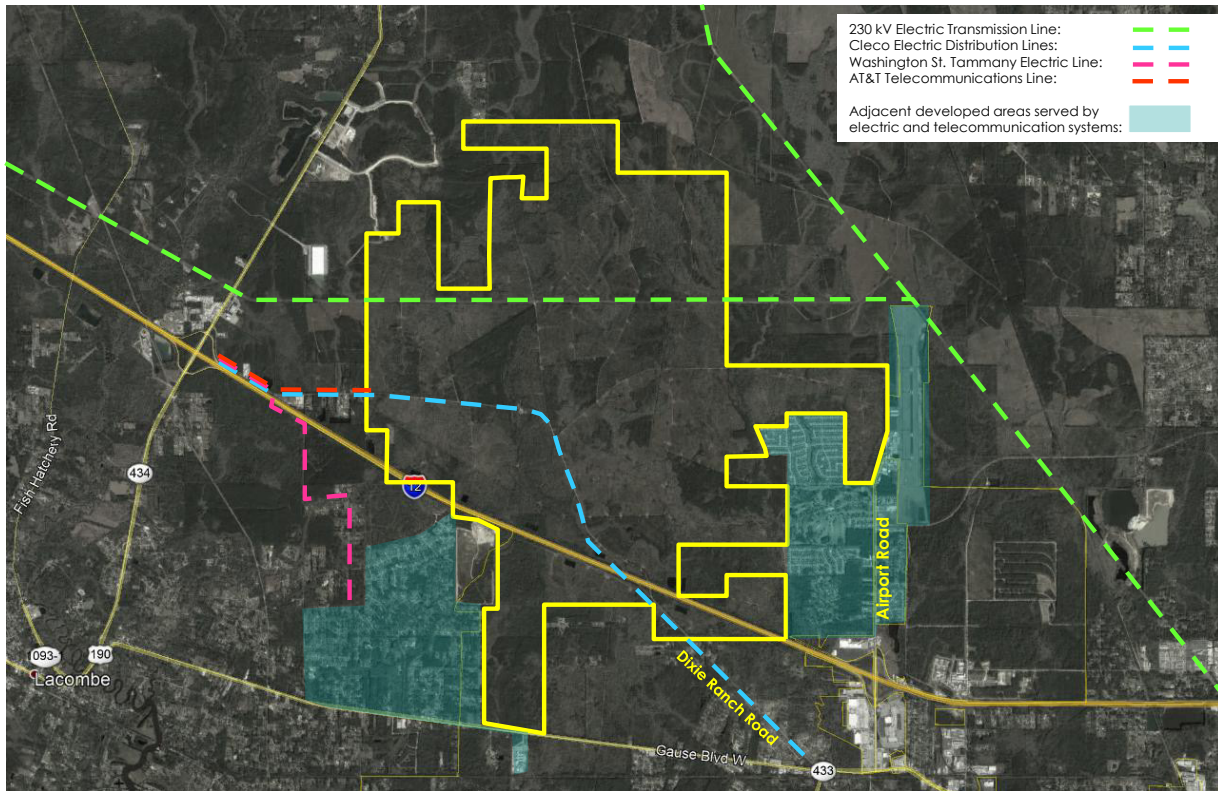 230 kV Electric Transmission Line:
Cleco Electric Distribution Lines:
Washington St. Tammany Electric Line:
AT&T Telecommunications Line:
Adjacent developed areas served by
electric and telecommunication systems:
Fish Hatchery Rd
434
12
Airport Road
1093-
190
Lacombe
Dixie Ranch Road
Gause Blvd W
433